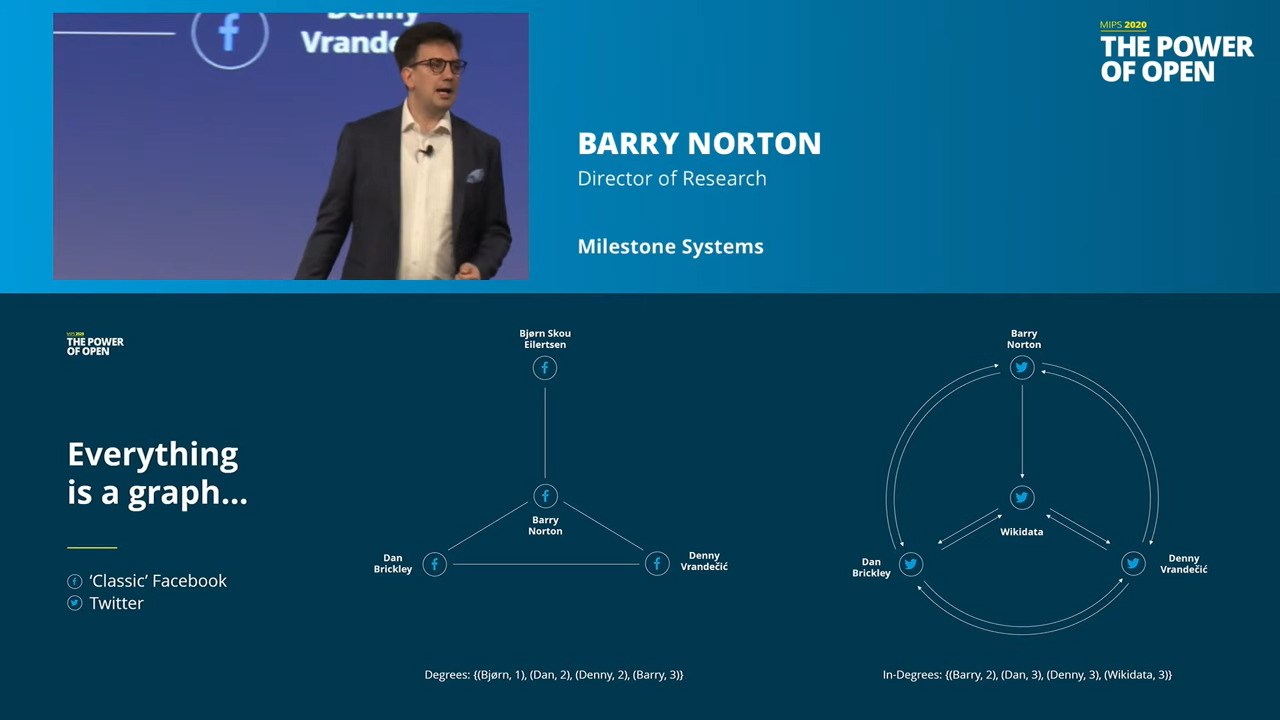 Denny
Vrande
MIPS 2020
THE POWER
OF OPEN
BARRY NORTON
Director of Research
Milestone Systems
MIPS 2020
THE POWER
OF OPEN
Everything
is a graph...
'Classic' Facebook
Twitter
Bjørn Skou
Eilertsen
Barry
Norton
Dan
Brickley
Denny
Vrandečić
Degrees: {(Bjørn, 1), (Dan, 2), (Denny, 2), (Barry, 3)}
Barry
Norton
Wikidata
Dan
Brickley
Denny
Vrandečić
In-Degrees: {(Barry, 2), (Dan, 3), (Denny, 3), (Wikidata, 3)}